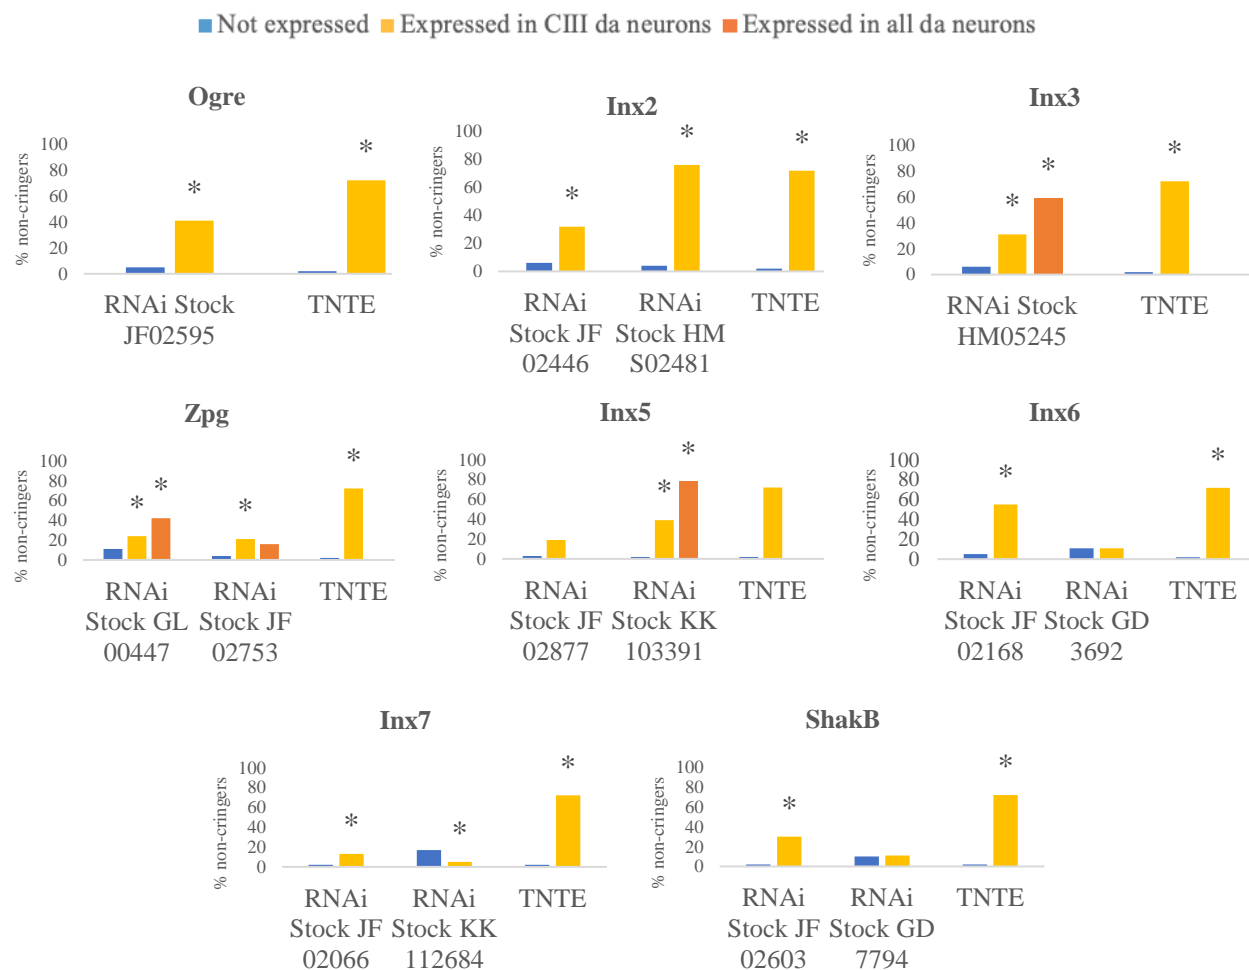 Not expressed Expressed in CIII da neurons Expressed in all da neurons
Ogre
% non-cringers
100
80
60
40
20
0
*
*
RNAi Stock
JF02595
TNTE
Inx2
% non-cringers
100
80
60
40
20
0
*
*
*
RNAi
Stock JF
02446
RNAi
Stock HM
S02481
TNTE
Inx3
% non-cringers
100
80
60
40
20
0
*
*
*
RNAi Stock
HM05245
TNTE
Zpg
% non-cringers
100
80
60
40
20
0
*
*
*
*
RNAi
Stock GL
00447
RNAi
Stock JF
02753
TNTE
Inx5
% non-cringers
100
80
60
40
20
0
*
*
RNAi
Stock JF
02877
RNAi
Stock KK
103391
TNTE
Inx6
% non-cringers
100
80
60
40
20
0
*
*
RNAi
Stock JF
02168
RNAi
Stock GD
3692
TNTE
Inx7
% non-cringers
100
80
60
40
20
0
*
*
*
RNAi
Stock JF
02066
RNAi
Stock KK
112684
TNTE
ShakB
% non-cringers
100
80
60
40
20
0
*
*
RNAi
Stock JF
02603
RNAi
Stock GD
7794
TNTE